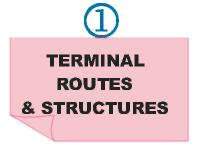 1
TERMINAL
ROUTES
& STRUCTURES